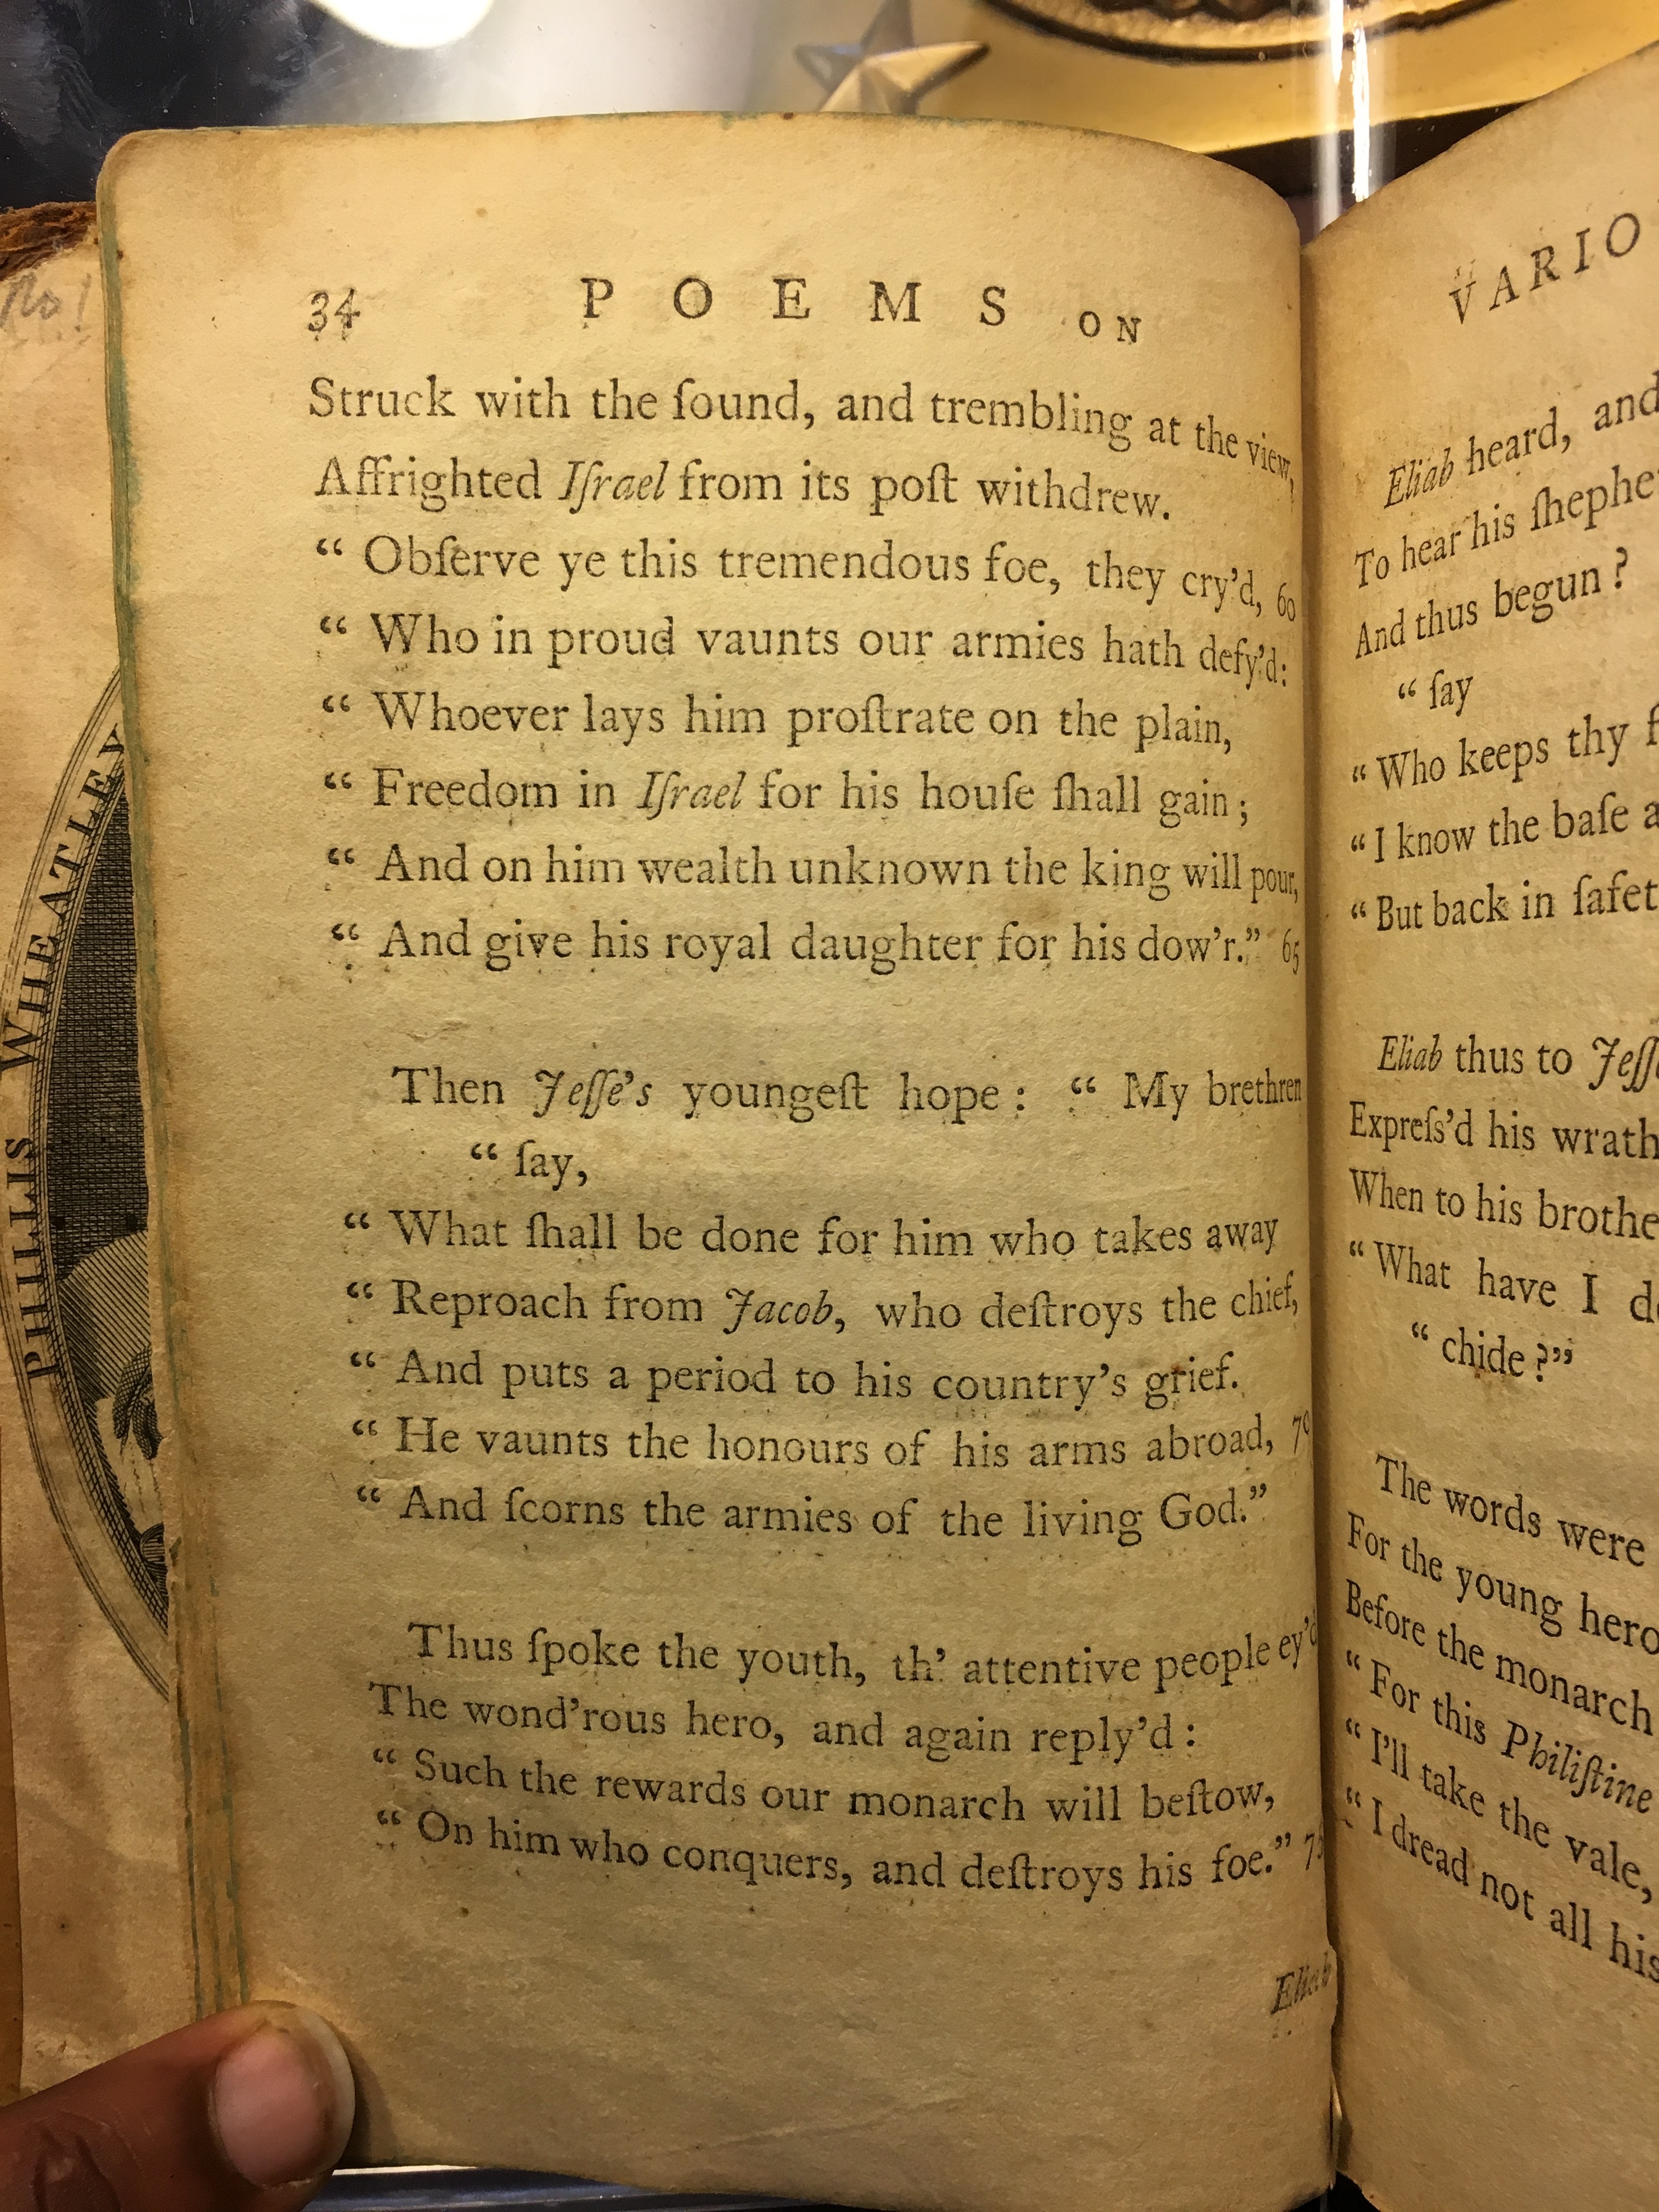 No!
PHILLIS WHEATLEY
34 POEMS ON
Struck with the ſound, and trembling at the view,
Affrighted Iſrael from its poſt withdrew.
“ Obſerve ye this tremendous foe, they cry'd, 60
“ Who in proud vaunts our armies hath defy'd:
“ Whoever lays him proſtrate on the plain,
“ Freedom in Iſrael for his houſe ſhall gain;
“ And on him wealth unknown the king will pour,
“ And give his royal daughter for his dow'r.” 65
Then Jeſſe's youngeſt hope: “ My brethren
“ ſay,
“ What ſhall be done for him who takes away
“ Reproach from Jacob, who deſtroys the chief,
“ And puts a period to his country's grief.
“ He vaunts the honours of his arms abroad, 70
“ And ſcorns the armies of the living God.”
Thus ſpoke the youth, th' attentive people ey'd
The wond'rous hero, and again reply'd:
“ Such the rewards our monarch will beſtow,
“ On him who conquers, and deſtroys his foe.” 75
Eliab
VARIO
Eliab heard, and
To hear his ſhephe
And thus begun?
“ ſay
“ Who keeps thy f
“ I know the baſe a
“ But back in ſafet
Eliab thus to Jeſſe
Expreſs'd his wrath
When to his brothe
“ What have I d
“ chide?”
The words were
For the young hero
Before the monarch
“ For this Philiſtine
“ I'll take the vale,
“ I dread not all his